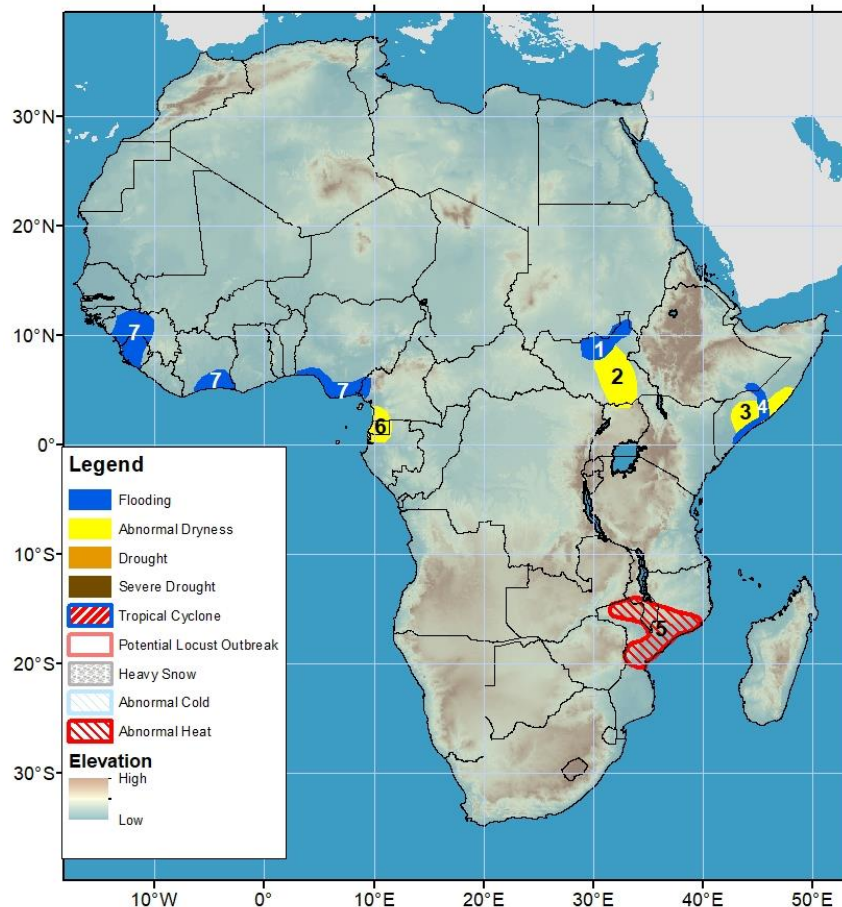 30°N
20°N
10°N
0°
10°S
20°S
30°S
7
7
7
1
2
3
4
6
5
Legend
Flooding
Abnormal Dryness
Drought
Severe Drought
Tropical Cyclone
Potential Locust Outbreak
Heavy Snow
Abnormal Cold
Abnormal Heat
Elevation
High
Low
10°W
0°
10°E
20°E
30°E
40°E
50°E